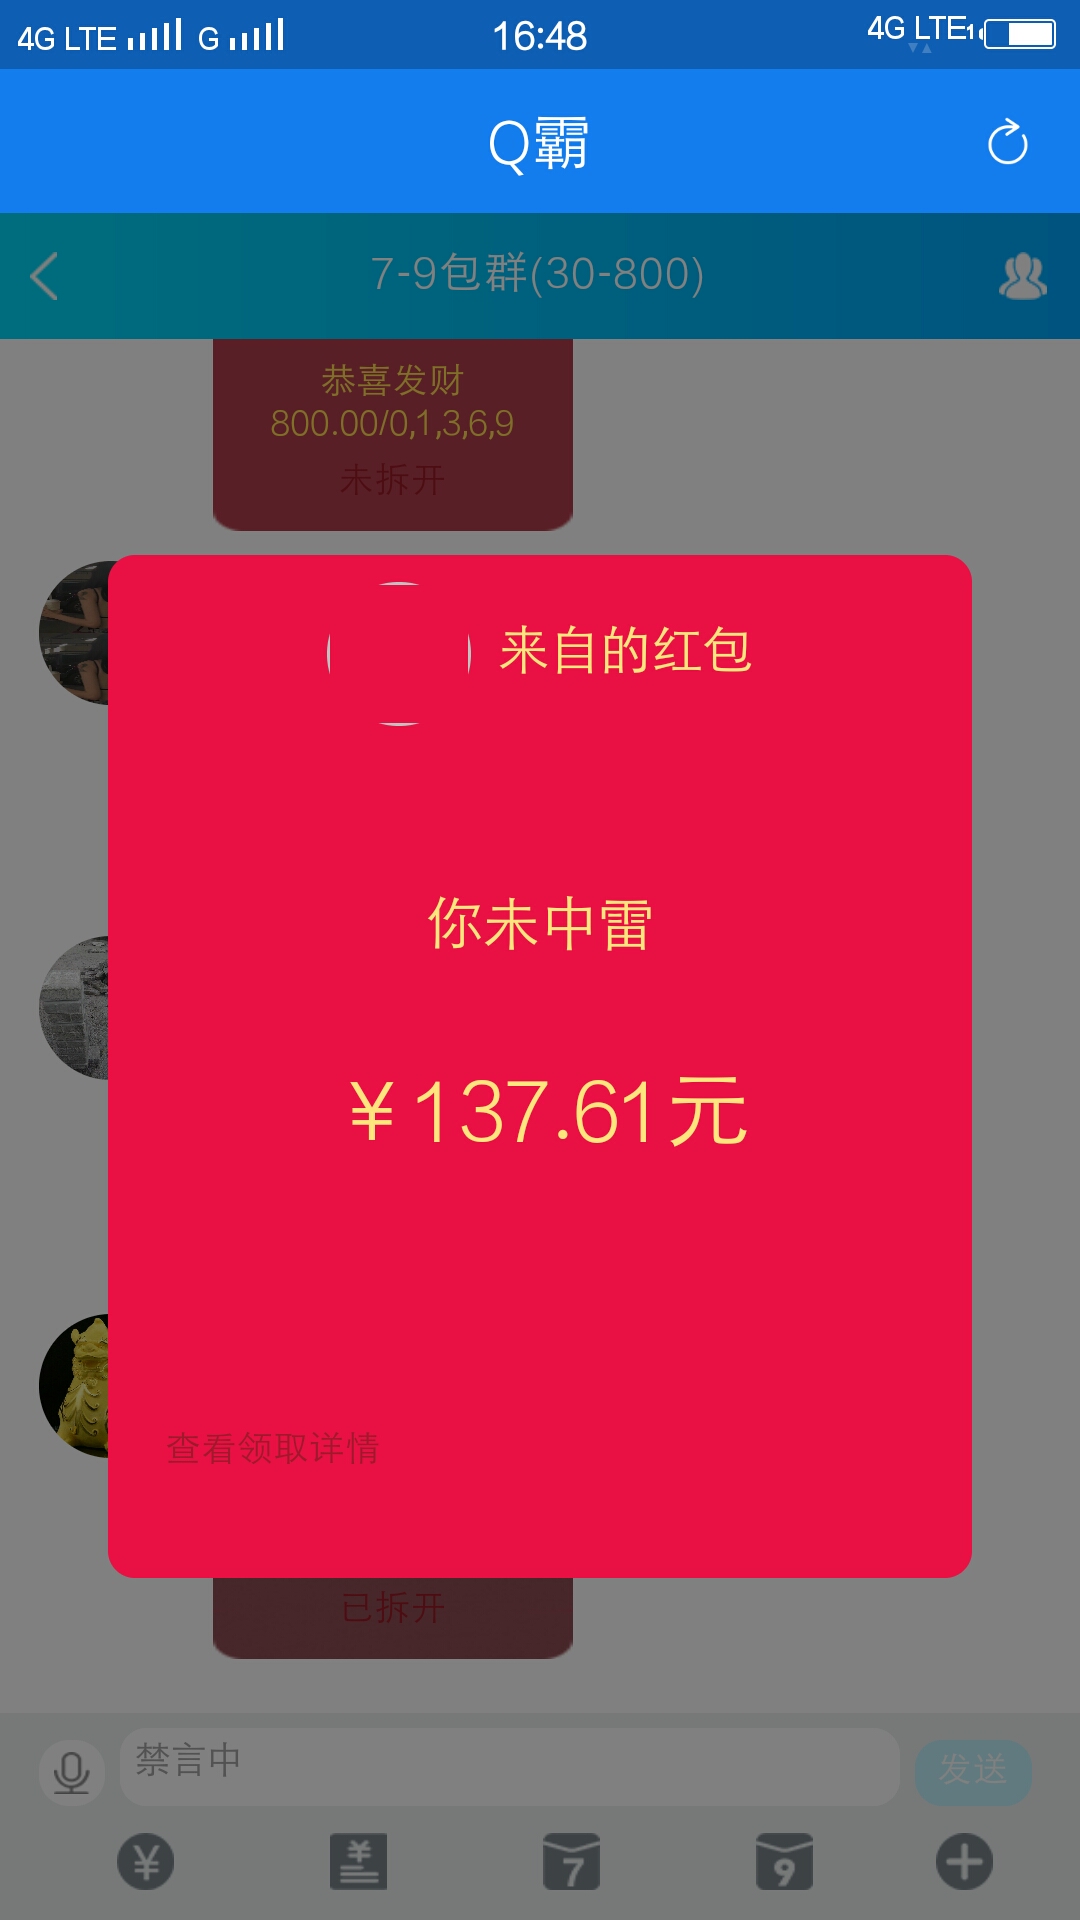 4G LTE G 16:48 4G LTE1
Q霸
7-9包群(30-800)
恭喜发财
800.00/0,1,3,6,9
未拆开
来自的红包
你未中雷
￥137.61元
查看领取详情
已拆开
禁言中
发送
¥ ¥ 7 9